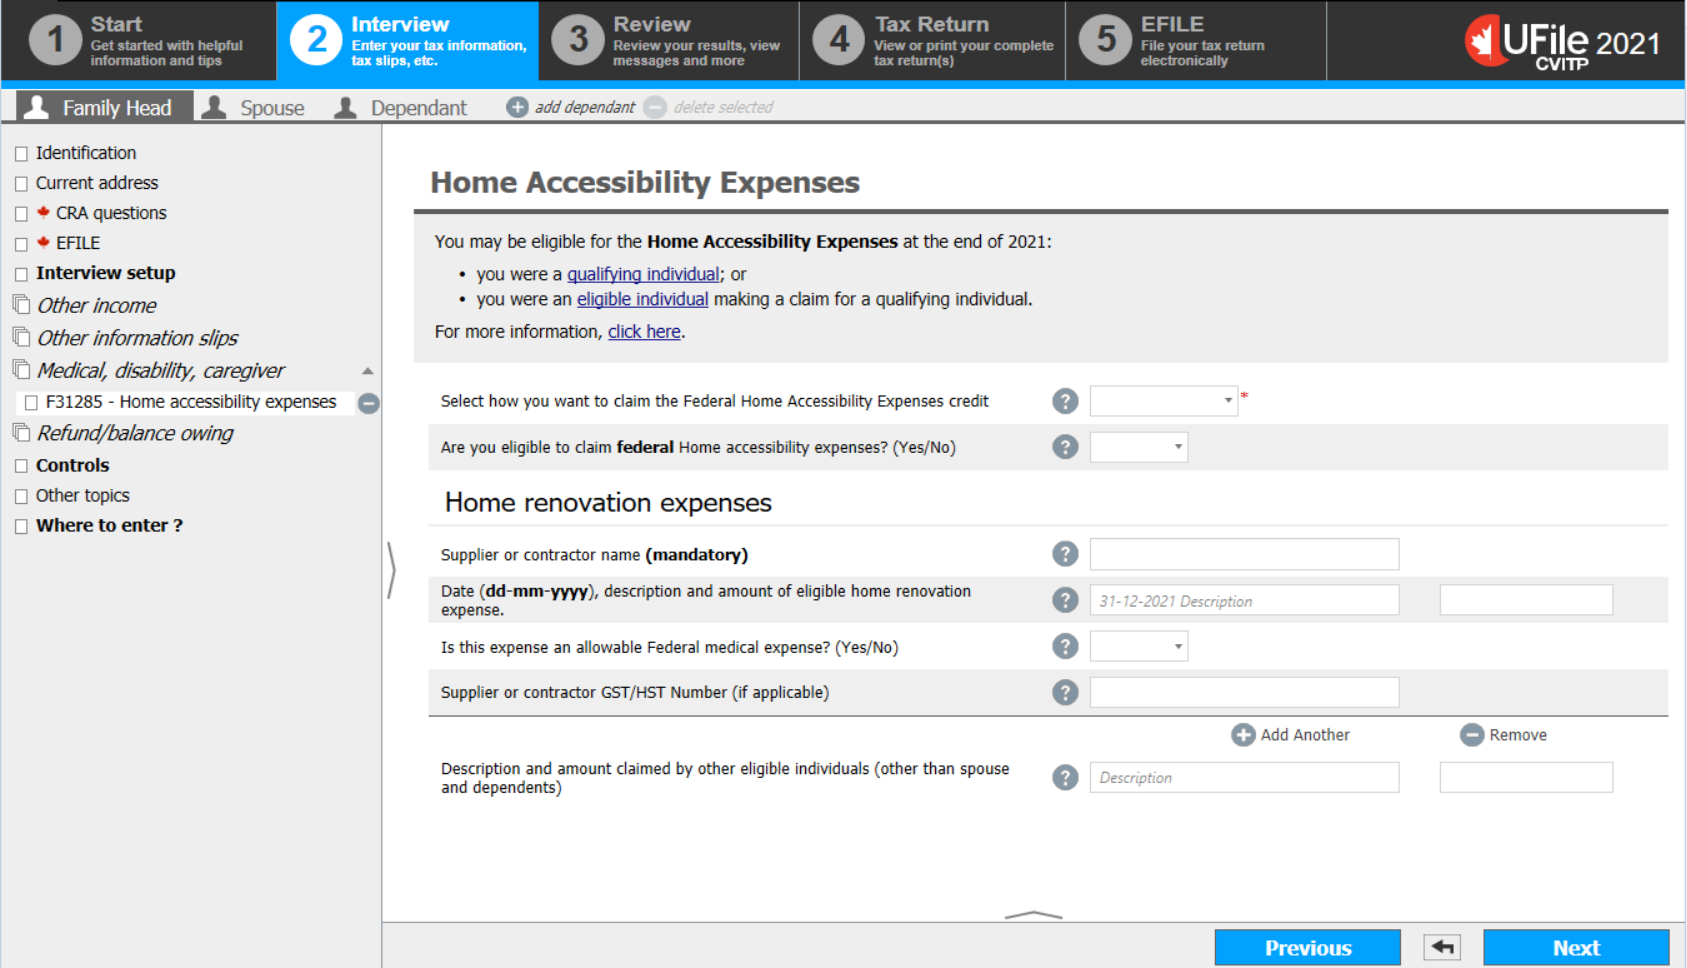 1
Start
Get started with helpful
information and tips
2
Interview
Enter your tax information,
tax slips, etc.
3
Review
Review your results, view
messages and more
4
Tax Return
View or print your complete
tax return(s)
5
EFILE
File your tax return
electronically
UFile 2021
CVITP
Family Head
Spouse
Dependant
add dependant
delete selected
Identification
Current address
CRA questions
EFILE
Interview setup
Other income
Other information slips
Medical, disability, caregiver
F31285 - Home accessibility expenses
Refund/balance owing
Controls
Other topics
Where to enter ?
Home Accessibility Expenses
You may be eligible for the Home Accessibility Expenses at the end of 2021:
• you were a qualifying individual; or
• you were an eligible individual making a claim for a qualifying individual.
For more information, click here.
Select how you want to claim the Federal Home Accessibility Expenses credit ? *
Are you eligible to claim federal Home accessibility expenses? (Yes/No) ?
Home renovation expenses
Supplier or contractor name (mandatory) ?
Date (dd-mm-yyyy), description and amount of eligible home renovation
expense.
? 31-12-2021 Description
Is this expense an allowable Federal medical expense? (Yes/No) ?
Supplier or contractor GST/HST Number (if applicable) ?
Add Another
Remove
Description and amount claimed by other eligible individuals (other than spouse
and dependents)
? Description
Previous
Next